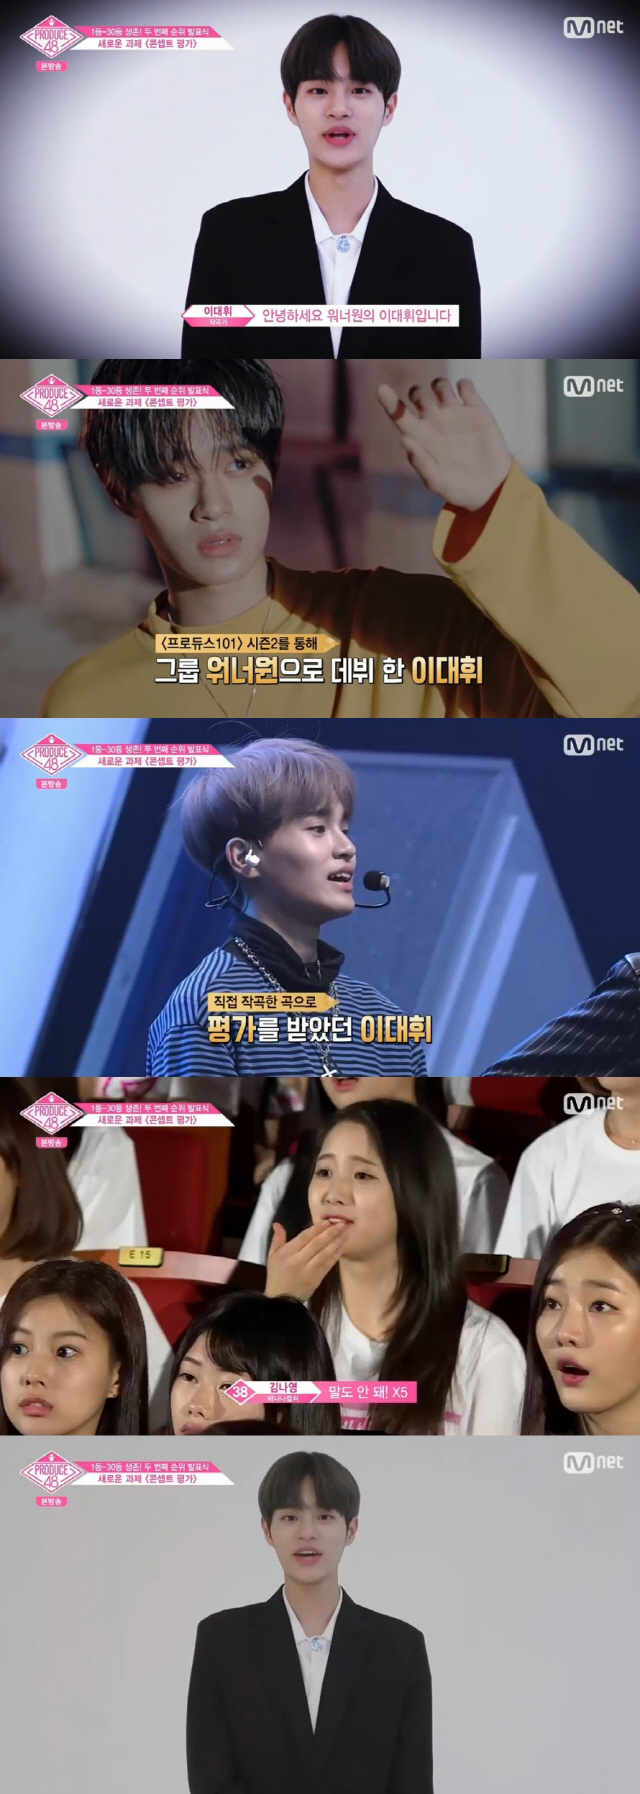 PRODUCE
48
1등~30등 생존! 두 번째 순위 발표식
새로운 과제 <콘셉트 평가>
본방송
M net
이대휘
작곡가
안녕하세요 워너원의 이대휘입니다
PRODUCE
48
1등~30등 생존! 두 번째 순위 발표식
새로운 과제 <콘셉트 평가>
본방송
M net
<프로듀스101> 시즌2를 통해
그룹 워너원으로 데뷔 한 이대휘
PRODUCE
48
1등~30등 생존! 두 번째 순위 발표식
새로운 과제 <콘셉트 평가>
본방송
M net
직접 작곡한 곡으로
평가를 받았던 이대휘
PRODUCE
48
1등~30등 생존! 두 번째 순위 발표식
새로운 과제 <콘셉트 평가>
본방송
M net
E 15
38
김나영
바나나컬쳐
말도 안 돼! X5
PRODUCE
48
1등~30등 생존! 두 번째 순위 발표식
새로운 과제 <콘셉트 평가>
본방송
M net